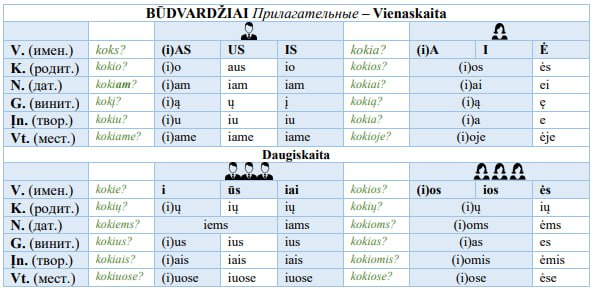 BŪDVARDŽIAI Прилагательные – Vienaskaita
V. (имен.) koks? (i)AS US IS kokia? (i)A I Ė
K. (родит.) kokio? (i)o aus io kokios? (i)os ės
N. (дат.) kokiam? (i)am iam iam kokiai? (i)ai ei
G. (винит.) kokį? (i)ą ų į kokią? (i)ą ę
Įn. (твор.) kokiu? (i)u iu iu kokia? (i)a e
Vt. (мест.) kokiame? (i)ame iame iame kokioje? (i)oje ėje
Daugiskaita
V. (имен.) kokie? i ūs iai kokios? (i)os ios ės
K. (родит.) kokių? (i)ų ių ių kokių? (i)ų ių
N. (дат.) kokiems? iems iams kokioms? (i)oms ėms
G. (винит.) kokius? (i)us ius ius kokias? (i)as es
Įn. (твор.) kokiais? (i)ais iais iais kokiomis? (i)omis ėmis
Vt. (мест.) kokiuose? (i)uose iuose iuose kokiose? (i)ose ėse